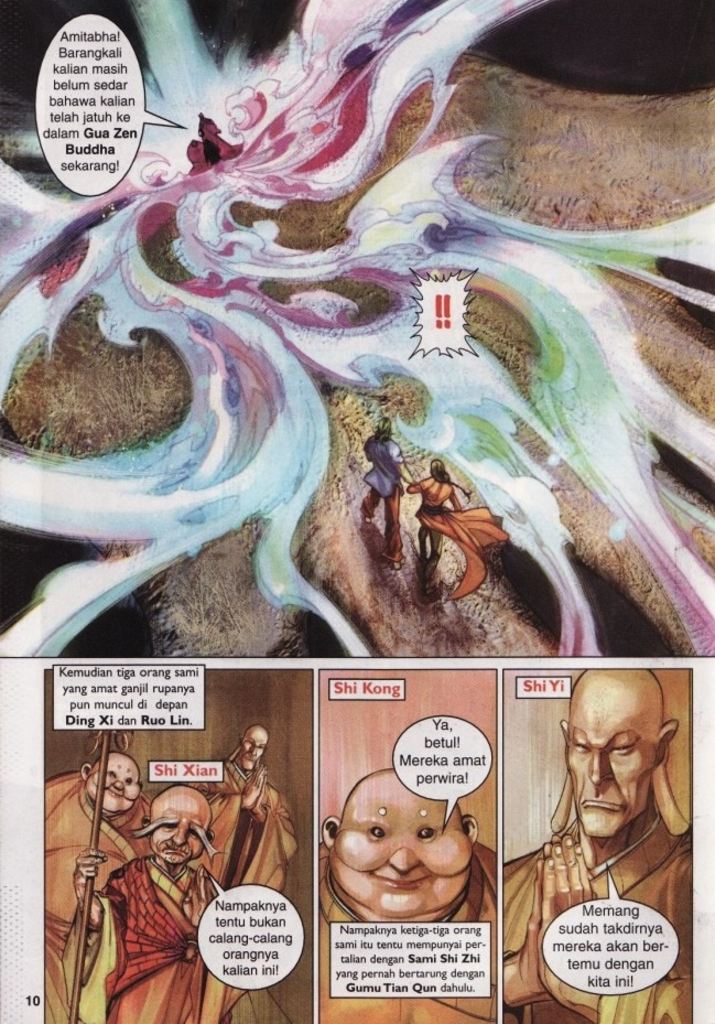 Amitabha!
Barangkali
kalian masih
belum sedar
bahawa kalian
telah jatuh ke
dalam Gua Zen
Buddha
sekarang!
!!
Kemudian tiga orang sami
yang amat ganjil rupanya
pun muncul di depan
Ding Xi dan Ruo Lin.
Shi Xian
Nampaknya
tentu bukan
calang-calang
orangnya
kalian ini!
Shi Kong
Ya,
betul!
Mereka amat
perwira!
Nampaknya ketiga-tiga orang
sami itu tentu mempunyai per-
talian dengan Sami Shi Zhi
yang pernah bertarung dengan
Gumu Tian Qun dahulu.
Shi Yi
Memang
sudah takdirnya
mereka akan ber-
temu dengan
kita ini!
10